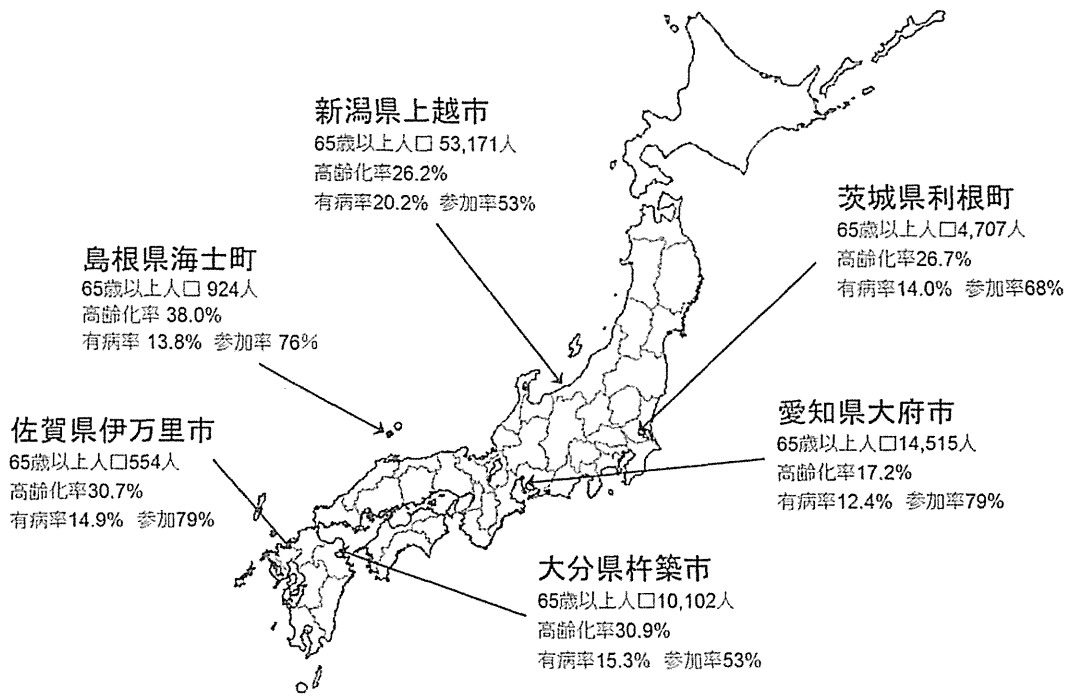 新潟県上越市
65歳以上人口 53,171人
高齢化率26.2%
有病率20.2% 参加率53%
茨城県利根町
65歳以上人口4,707人
高齢化率26.7%
有病率14.0% 参加率68%
島根県海士町
65歳以上人口 924人
高齢化率 38.0%
有病率 13.8% 参加率 76%
佐賀県伊万里市
65歳以上人口554人
高齢化率30.7%
有病率14.9% 参加79%
愛知県大府市
65歳以上人口14,515人
高齢化率17.2%
有病率12.4% 参加率79%
大分県杵築市
65歳以上人口10,102人
高齢化率30.9%
有病率15.3% 参加率53%